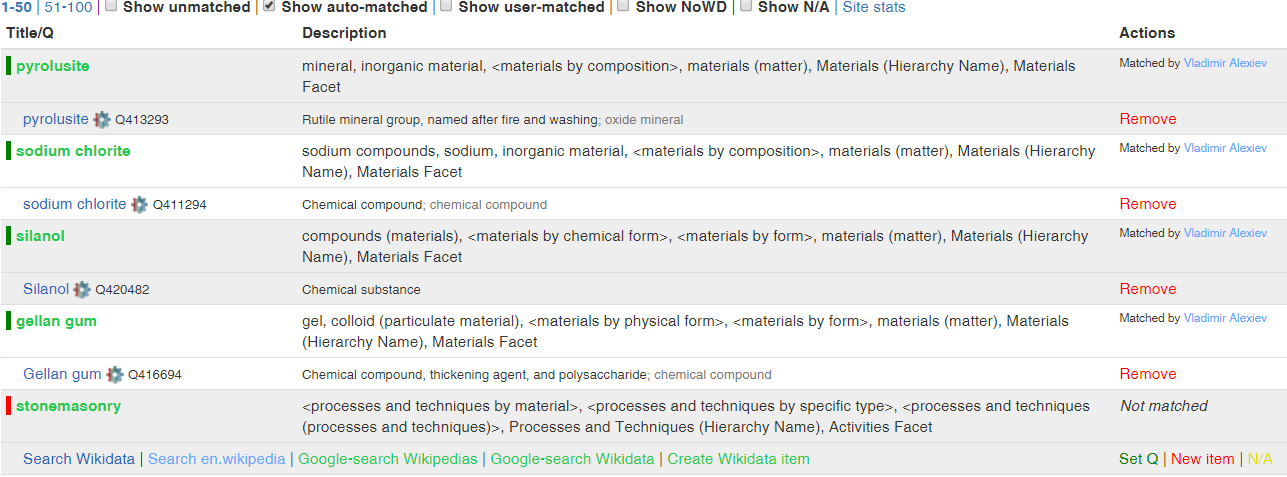 1-50 | 51-100 | Show unmatched | Show auto-matched | Show user-matched | Show NoWD | Show N/A | Site stats
Title/Q Description Actions
pyrolusite mineral, inorganic material, <materials by composition>, materials (matter), Materials (Hierarchy Name), Materials Matched by Vladimir Alexiev
Facet
pyrolusite Q413293 Rutile mineral group, named after fire and washing; oxide mineral Remove
sodium chlorite sodium compounds, sodium, inorganic material, <materials by composition>, materials (matter), Materials (Hierarchy Matched by Vladimir Alexiev
Name), Materials Facet
sodium chlorite Q411294 Chemical compound; chemical compound Remove
silanol compounds (materials), <materials by chemical form>, <materials by form>, materials (matter), Materials (Hierarchy Matched by Vladimir Alexiev
Name), Materials Facet
Silanol Q420482 Chemical substance Remove
gellan gum gel, colloid (particulate material), <materials by physical form>, <materials by form>, materials (matter), Materials Matched by Vladimir Alexiev
(Hierarchy Name), Materials Facet
Gellan gum Q416694 Chemical compound, thickening agent, and polysaccharide; chemical compound Remove
stonemasonry <processes and techniques by material>, <processes and techniques by specific type>, <processes and techniques Not matched
(processes and techniques)>, Processes and Techniques (Hierarchy Name), Activities Facet
Search Wikidata | Search en.wikipedia | Google-search Wikipedias | Google-search Wikidata | Create Wikidata item Set Q | New item | N/A